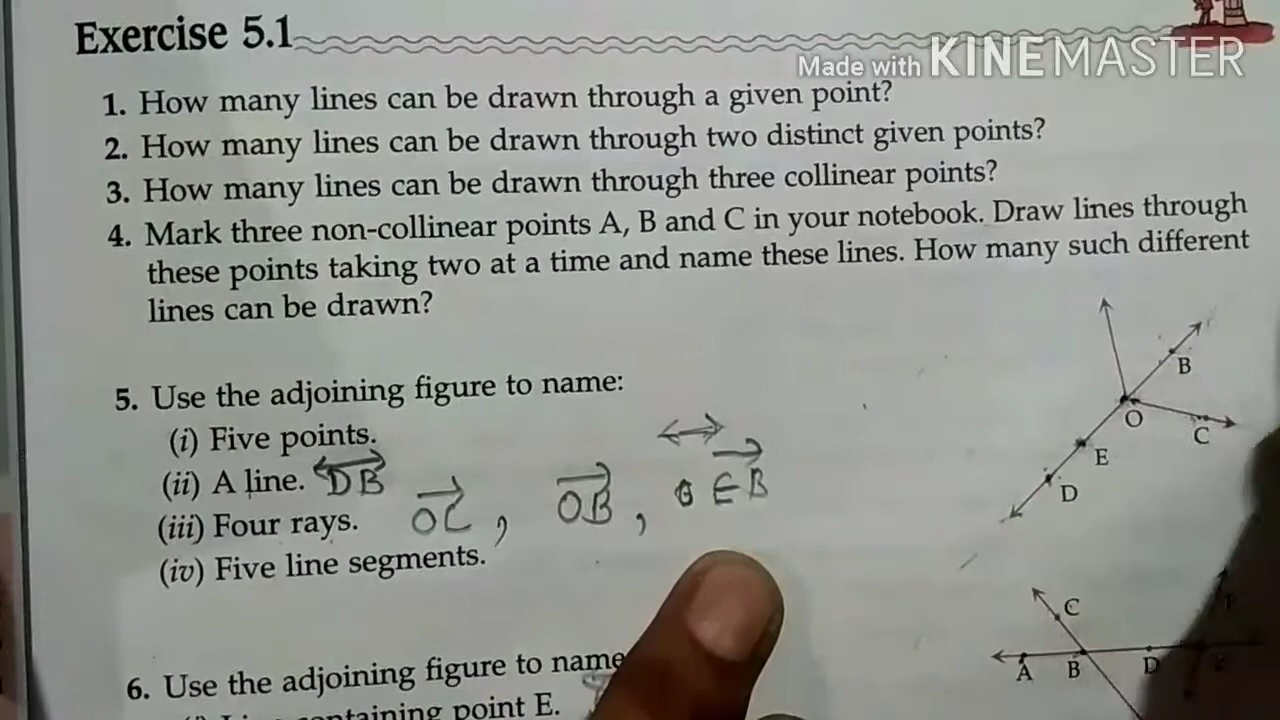 Exercise 5.1
Made with KINEMASTER
1. How many lines can be drawn through a given point?
2. How many lines can be drawn through two distinct given points?
3. How many lines can be drawn through three collinear points?
4. Mark three non-collinear points A, B and C in your notebook. Draw lines through
these points taking two at a time and name these lines. How many such different
lines can be drawn?
5. Use the adjoining figure to name:
(i) Five points.
(ii) A line. DB
(iii) Four rays. OC, OB, EB
(iv) Five line segments.
B
O
C
E
D
6. Use the adjoining figure to name
containing point E.
C
A B D